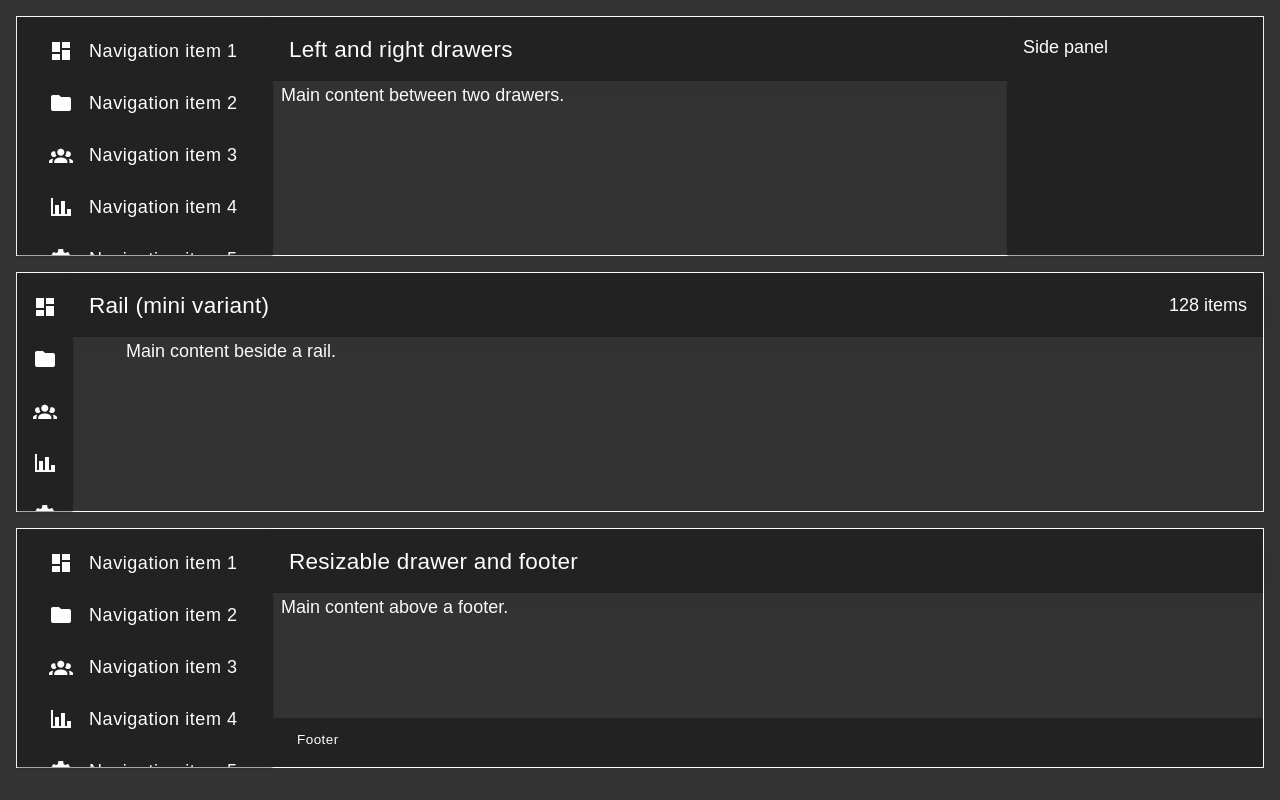 Navigation item 1
Navigation item 2
Navigation item 3
Navigation item 4
Left and right drawers
Main content between two drawers.
Side panel
Rail (mini variant)
128 items
Main content beside a rail.
Navigation item 1
Navigation item 2
Navigation item 3
Navigation item 4
Resizable drawer and footer
Main content above a footer.
Footer